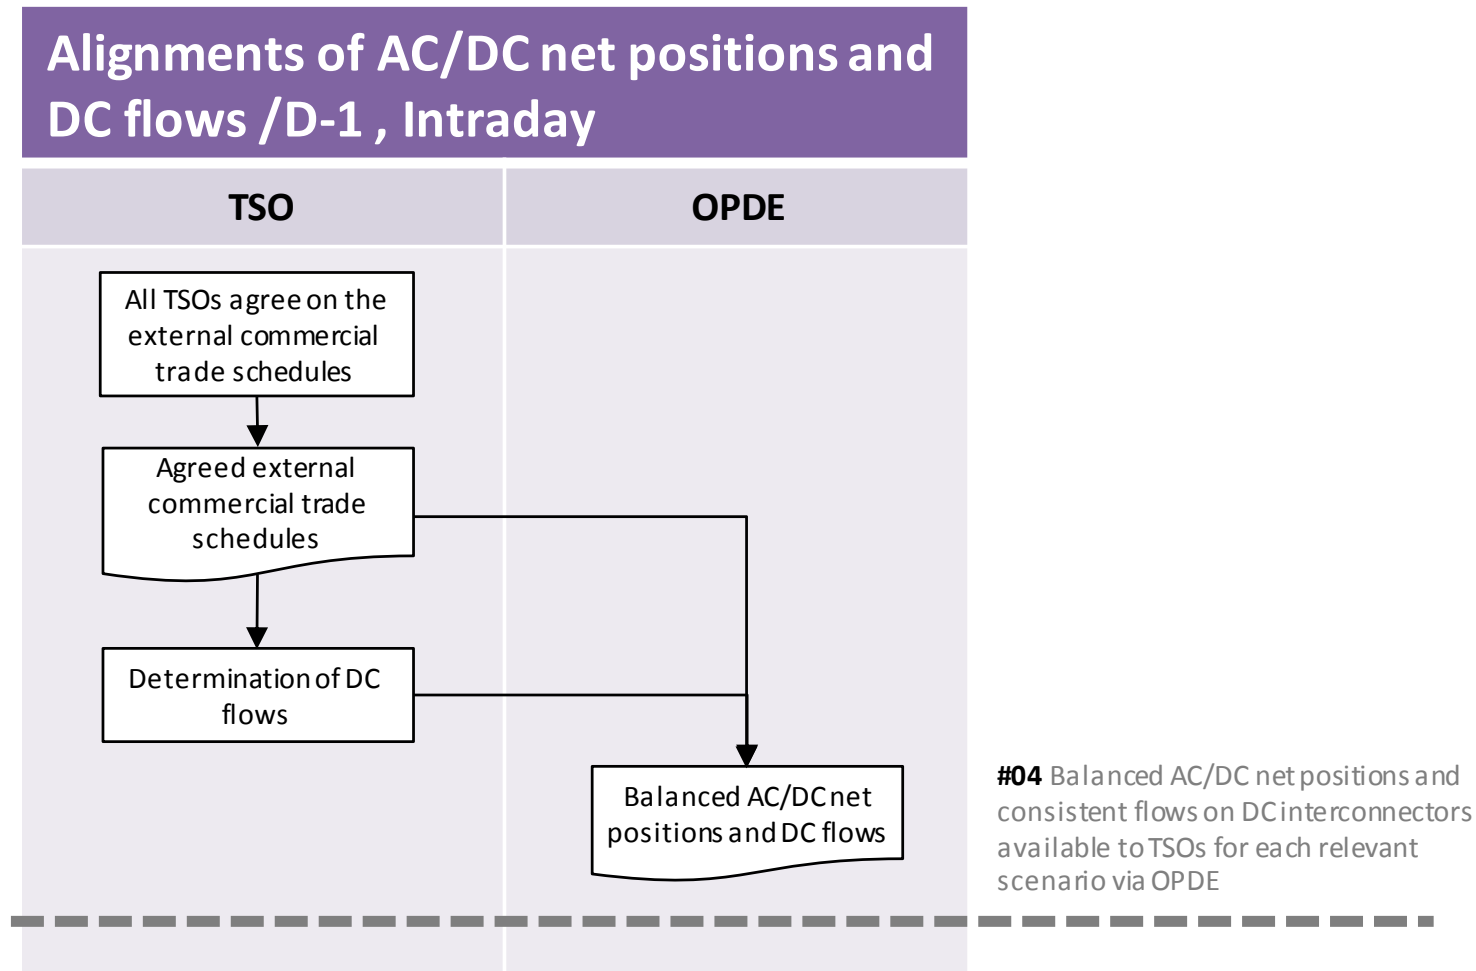 Alignments of AC/DC net positions and
DC flows /D-1 , Intraday
TSO
OPDE
All TSOs agree on the
external commercial
trade schedules
Agreed external
commercial trade
schedules
Determination of DC
flows
Balanced AC/DC net
positions and DC flows
#04 Balanced AC/DC net positions and
consistent flows on DC interconnectors
available to TSOs for each relevant
scenario via OPDE